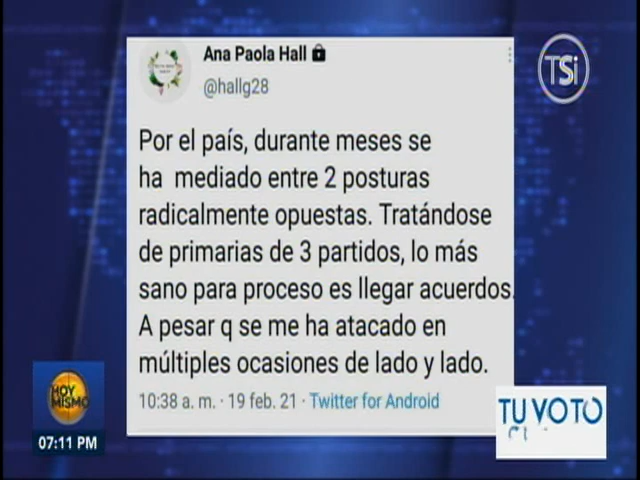 Ana Paola Hall
@hallg28
TSi
Por el país, durante meses se
ha mediado entre 2 posturas
radicalmente opuestas. Tratándose
de primarias de 3 partidos, lo más
sano para proceso es llegar acuerdos.
A pesar q se me ha atacado en
múltiples ocasiones de lado y lado.
10:38 a. m. · 19 feb. 21 · Twitter for Android
HOY
MISMO
07:11 PM
TU VOTO